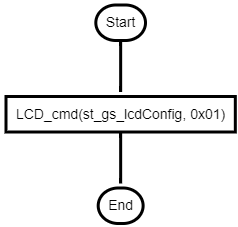 Start
LCD_cmd(st_gs_lcdConfig, 0x01)
End